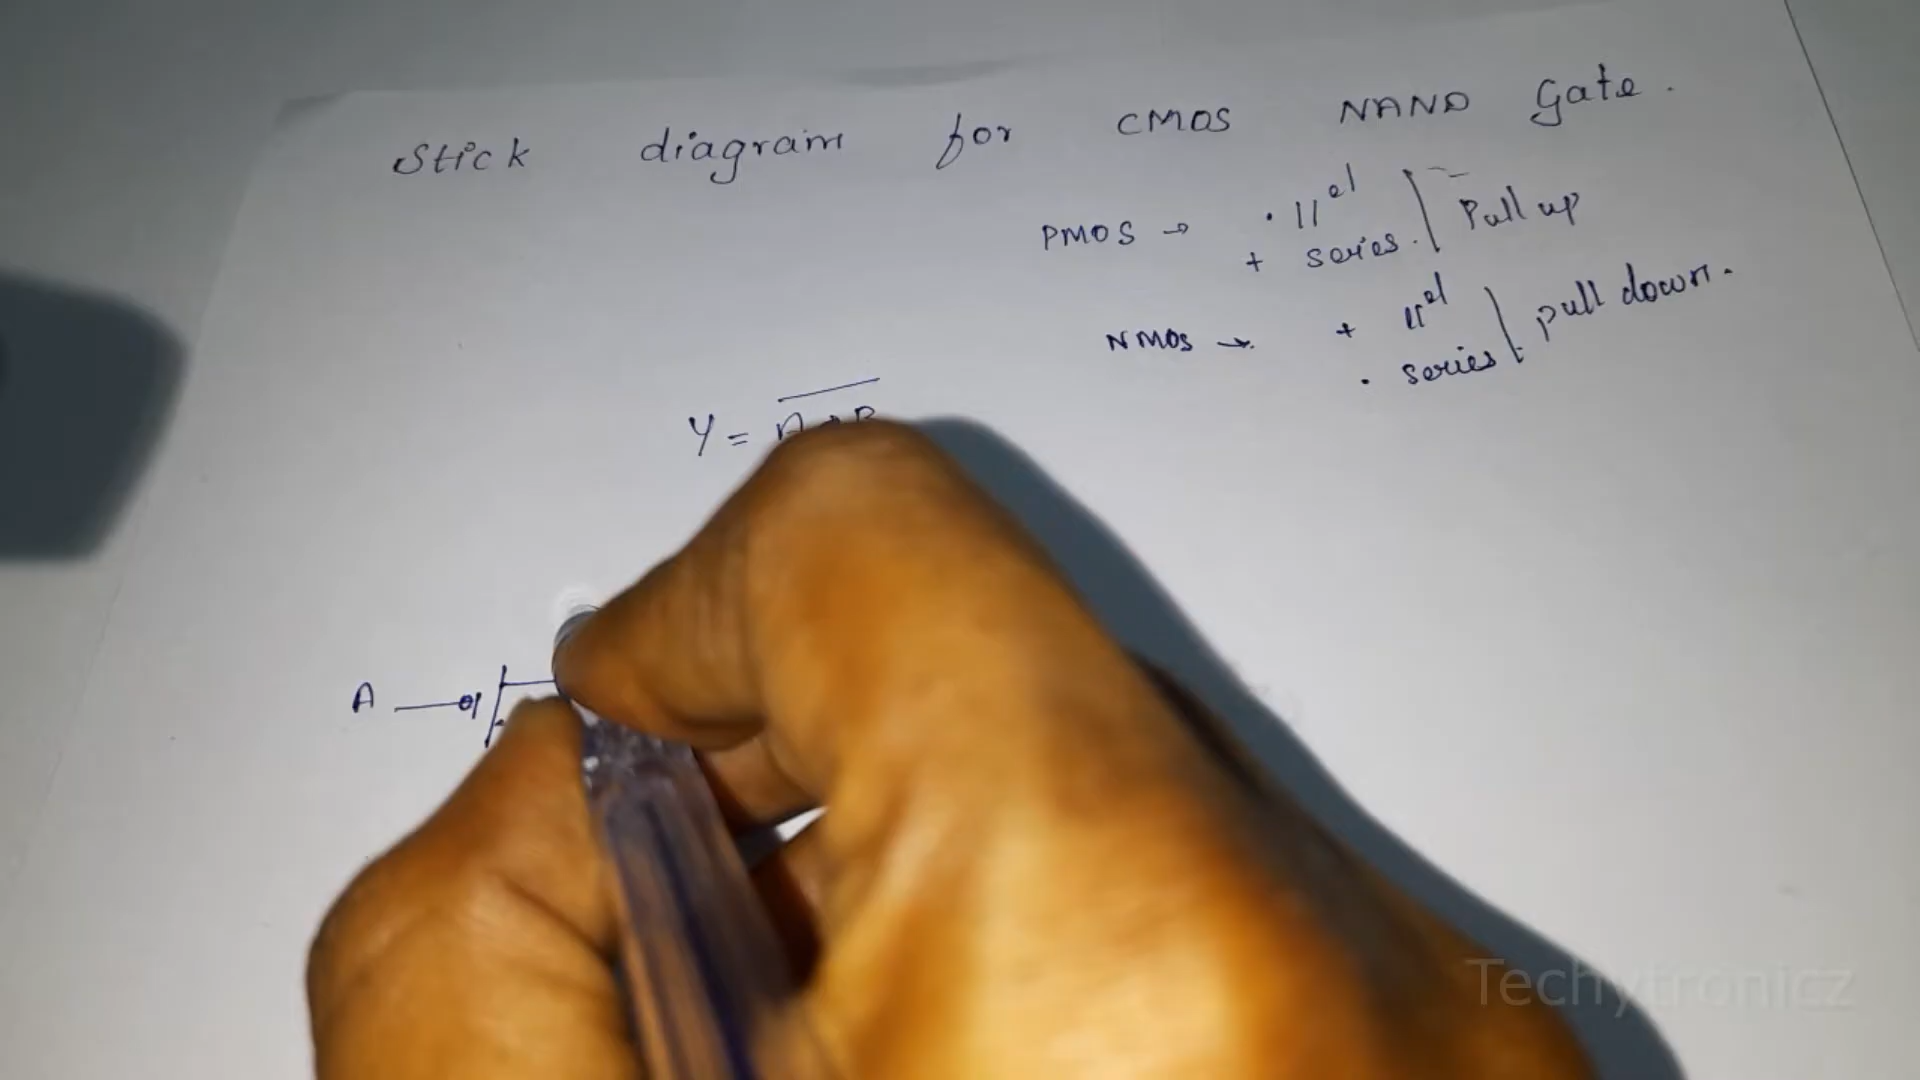 Stick diagram for CMOS NAND Gate.
PMOS → · ||el
+ series.
Pull up
NMOS → + ||el
· series
pull down.
Y =
A
Techytronicz